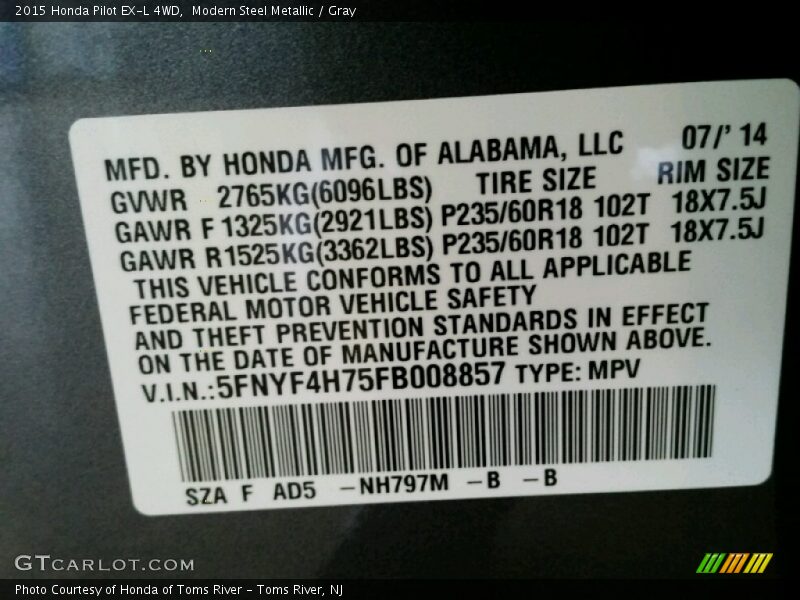 2015 Honda Pilot EX-L 4WD,  Modern Steel Metallic / Gray
MFD. BY HONDA MFG. OF ALABAMA, LLC 07/' 14
GVWR 2765KG(6096LBS) TIRE SIZE RIM SIZE
GAWR F 1325KG(2921LBS) P235/60R18 102T 18X7.5J
GAWR R1525KG(3362LBS) P235/60R18 102T 18X7.5J
THIS VEHICLE CONFORMS TO ALL APPLICABLE
FEDERAL MOTOR VEHICLE SAFETY
AND THEFT PREVENTION STANDARDS IN EFFECT
ON THE DATE OF MANUFACTURE SHOWN ABOVE.
V.I.N.:5FNYF4H75FB008857 TYPE: MPV
SZA F AD5 -NH797M -B -B
GTCARLOT.COM
Photo Courtesy of Honda of Toms River - Toms River, NJ